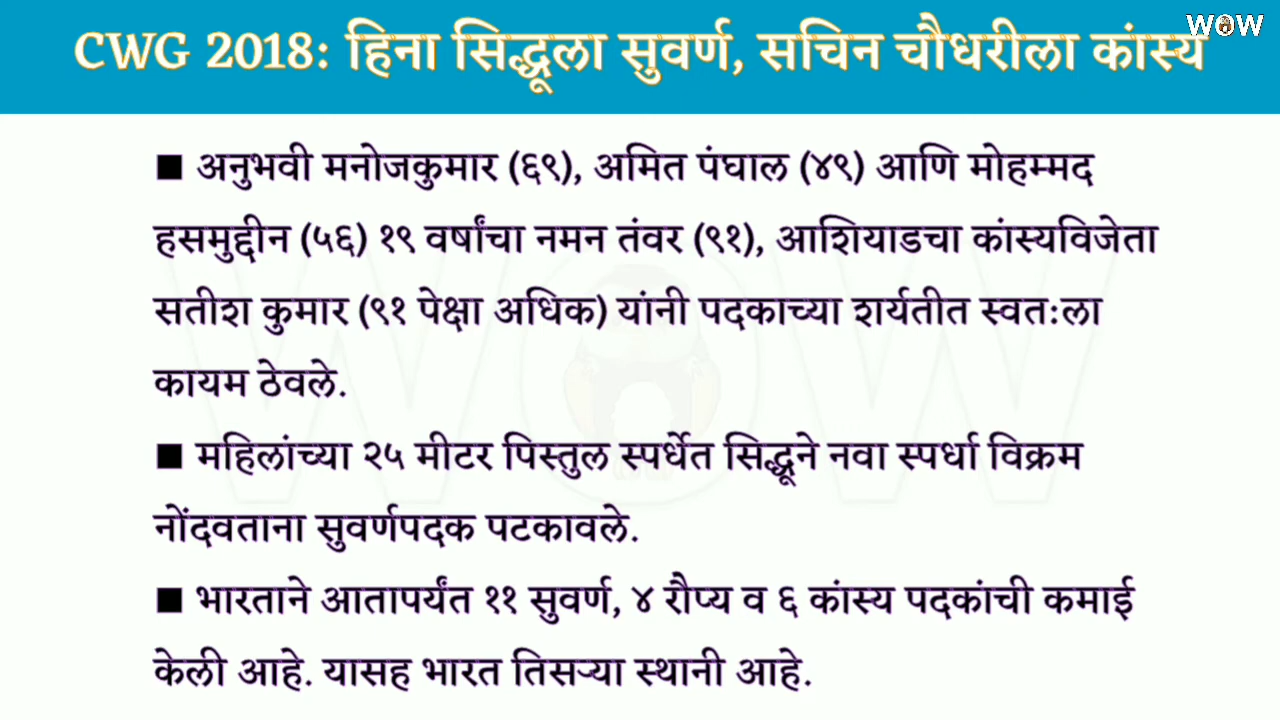 CWG 2018: हिना सिद्धूला सुवर्ण, सचिन चौधरीला कांस्य
WOW
■ अनुभवी मनोजकुमार (६९), अमित पंघाल (४९) आणि मोहम्मद
हसमुद्दीन (५६) १९ वर्षांचा नमन तंवर (९१), आशियाडचा कांस्यविजेता
सतीश कुमार (९१ पेक्षा अधिक) यांनी पदकाच्या शर्यतीत स्वतःला
कायम ठेवले.
■ महिलांच्या २५ मीटर पिस्तुल स्पर्धेत सिद्धूने नवा स्पर्धा विक्रम
नोंदवताना सुवर्णपदक पटकावले.
■ भारताने आतापर्यंत ११ सुवर्ण, ४ रौप्य व ६ कांस्य पदकांची कमाई
केली आहे. यासह भारत तिसऱ्या स्थानी आहे.